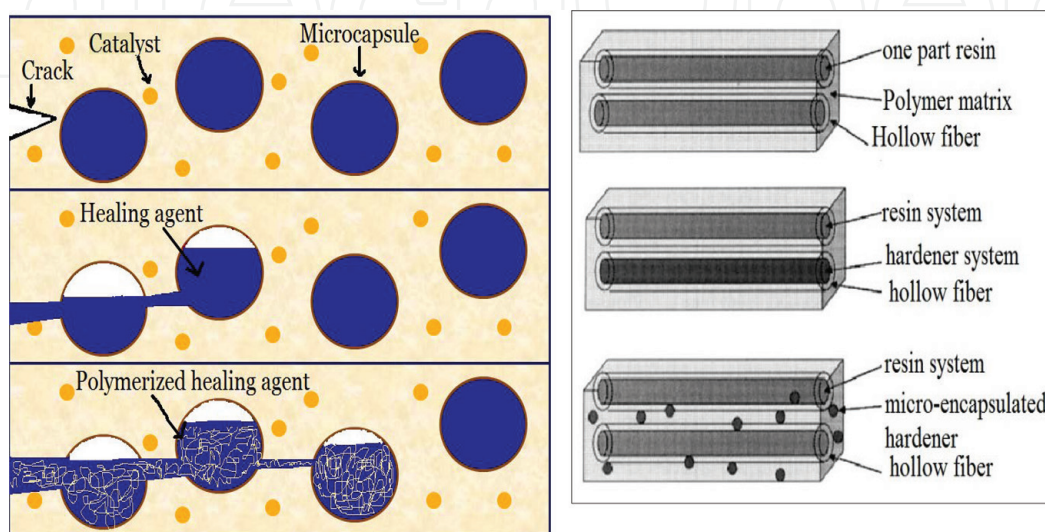 Catalyst
Microcapsule
Crack
Healing agent
Polymerized healing agent
one part resin
Polymer matrix
Hollow fiber
resin system
hardener system
hollow fiber
resin system
micro-encapsulated
hardener
hollow fiber